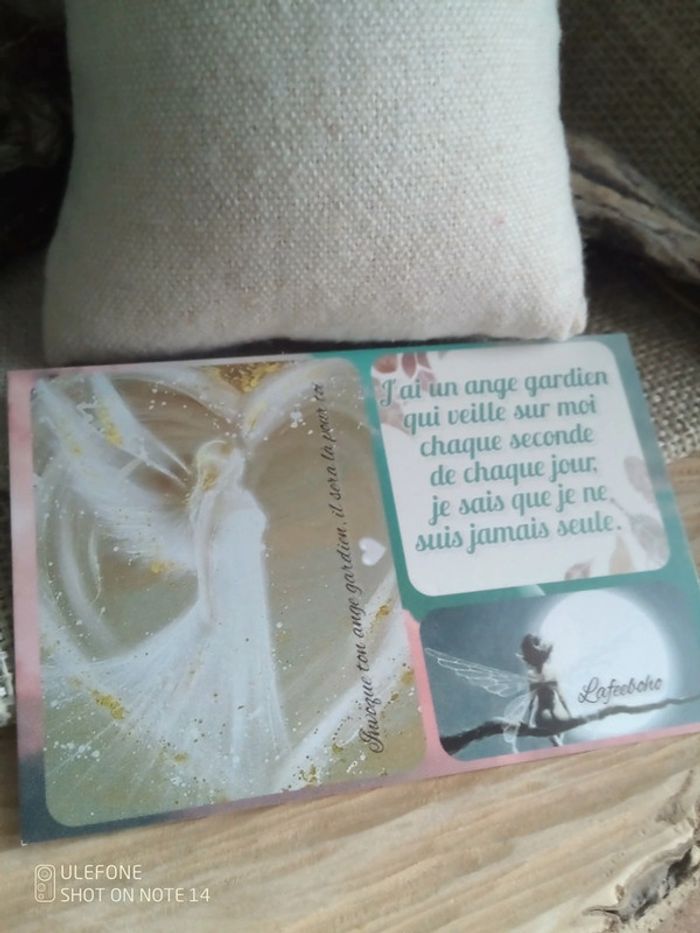 J'ai un ange gardien
qui veille sur moi
chaque seconde
de chaque jour,
je sais que je ne
suis jamais seule.
Invoque ton ange gardien, il sera là pour toi
Lafeeboho
ULEFONE
SHOT ON NOTE 14